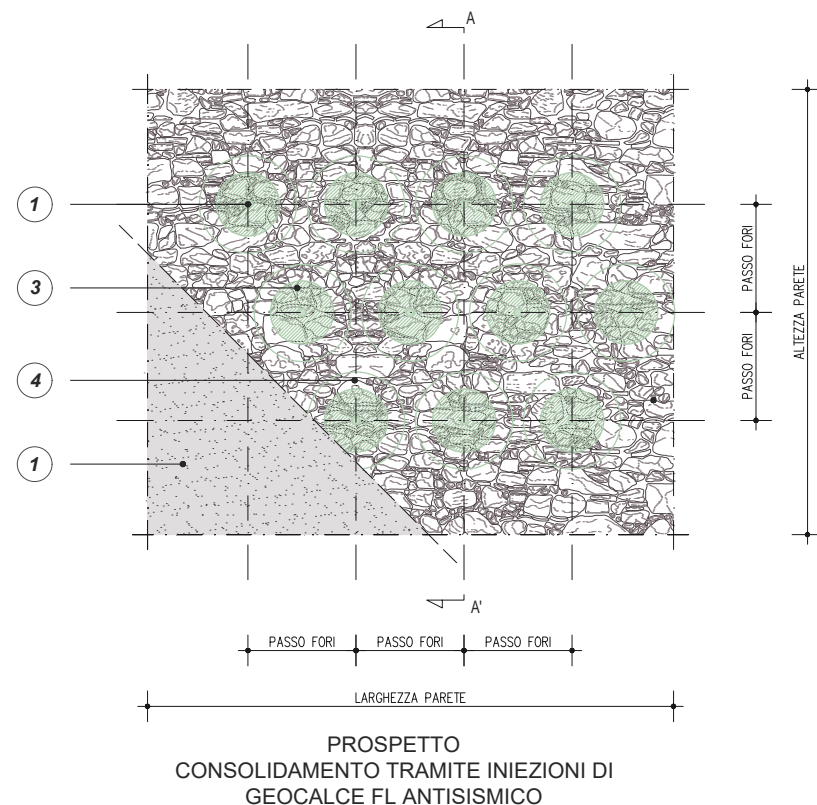 A
1
3
4
1
PASSO FORI
PASSO FORI
ALTEZZA PARETE
A'
PASSO FORI PASSO FORI PASSO FORI
LARGHEZZA PARETE
PROSPETTO
CONSOLIDAMENTO TRAMITE INIEZIONI DI
GEOCALCE FL ANTISISMICO